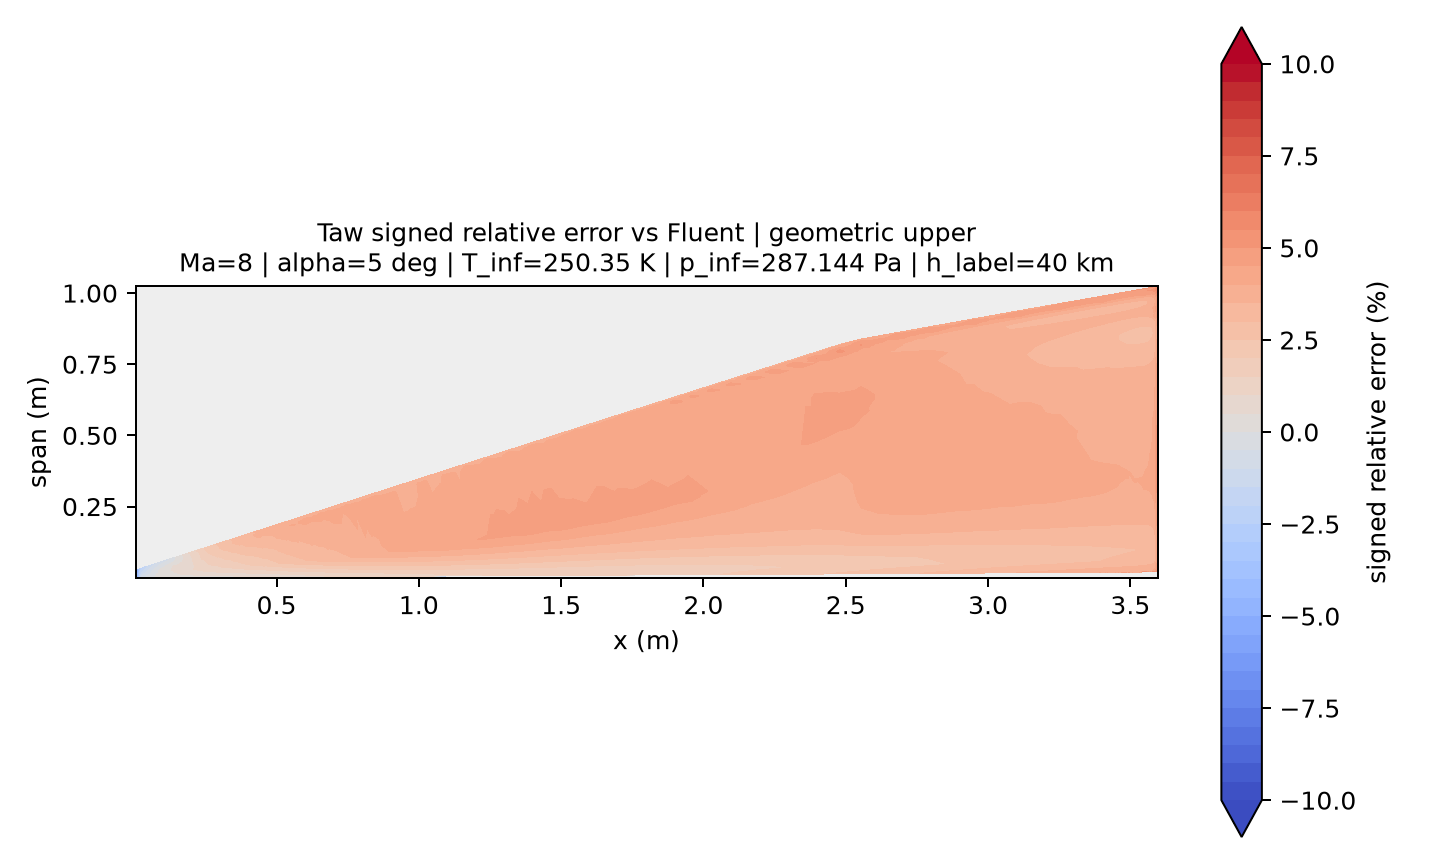 Taw signed relative error vs Fluent | geometric upper
Ma=8 | alpha=5 deg | T_inf=250.35 K | p_inf=287.144 Pa | h_label=40 km
1.00
0.75
0.50
0.25
span (m)
0.5 1.0 1.5 2.0 2.5 3.0 3.5
x (m)
10.0
7.5
5.0
2.5
0.0
−2.5
−5.0
−7.5
−10.0
signed relative error (%)